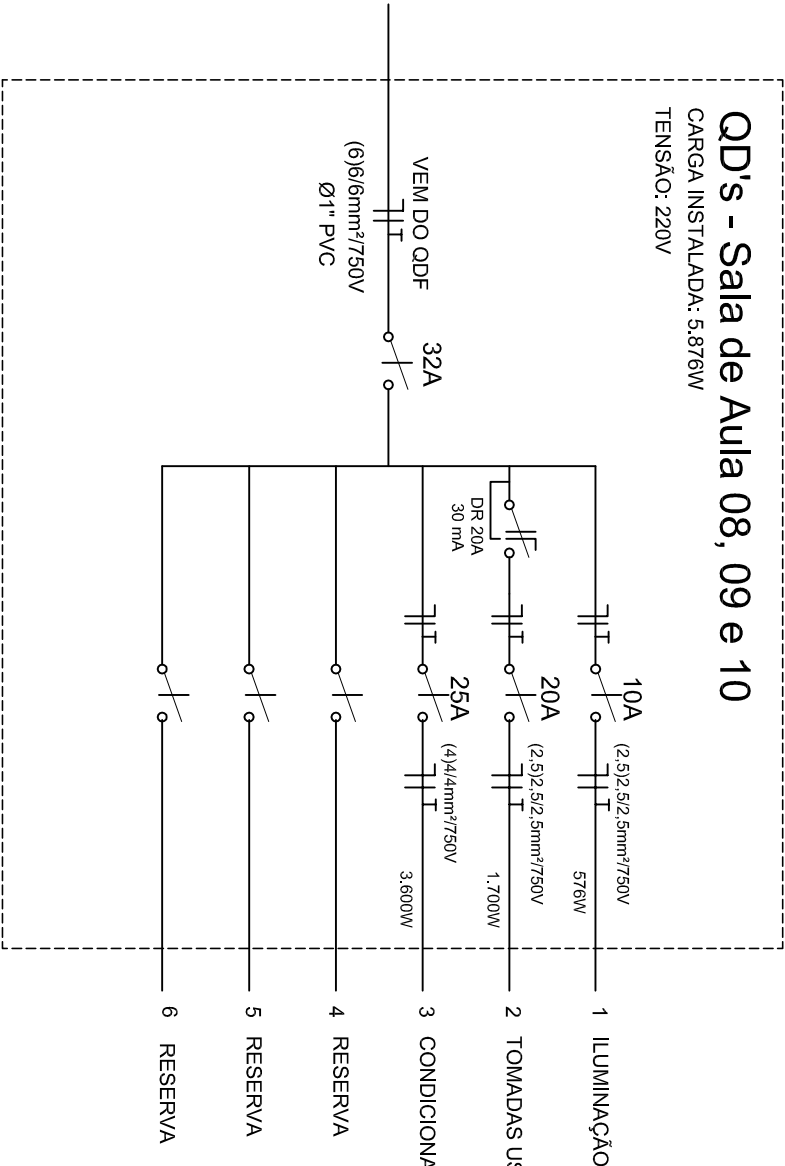 QD's - Sala de Aula 08, 09 e 10
CARGA INSTALADA: 5.876W
TENSÃO: 220V
VEM DO QDF
(6)6/6mm²/750V
Ø1" PVC
32A
10A
(2,5)2,5/2,5mm²/750V
576W
1 ILUMINAÇÃO
DR 20A
30 mA
20A
(2,5)2,5/2,5mm²/750V
1.700W
2 TOMADAS US
25A
(4)4/4mm²/750V
3.600W
3 CONDICIONA
4 RESERVA
5 RESERVA
6 RESERVA